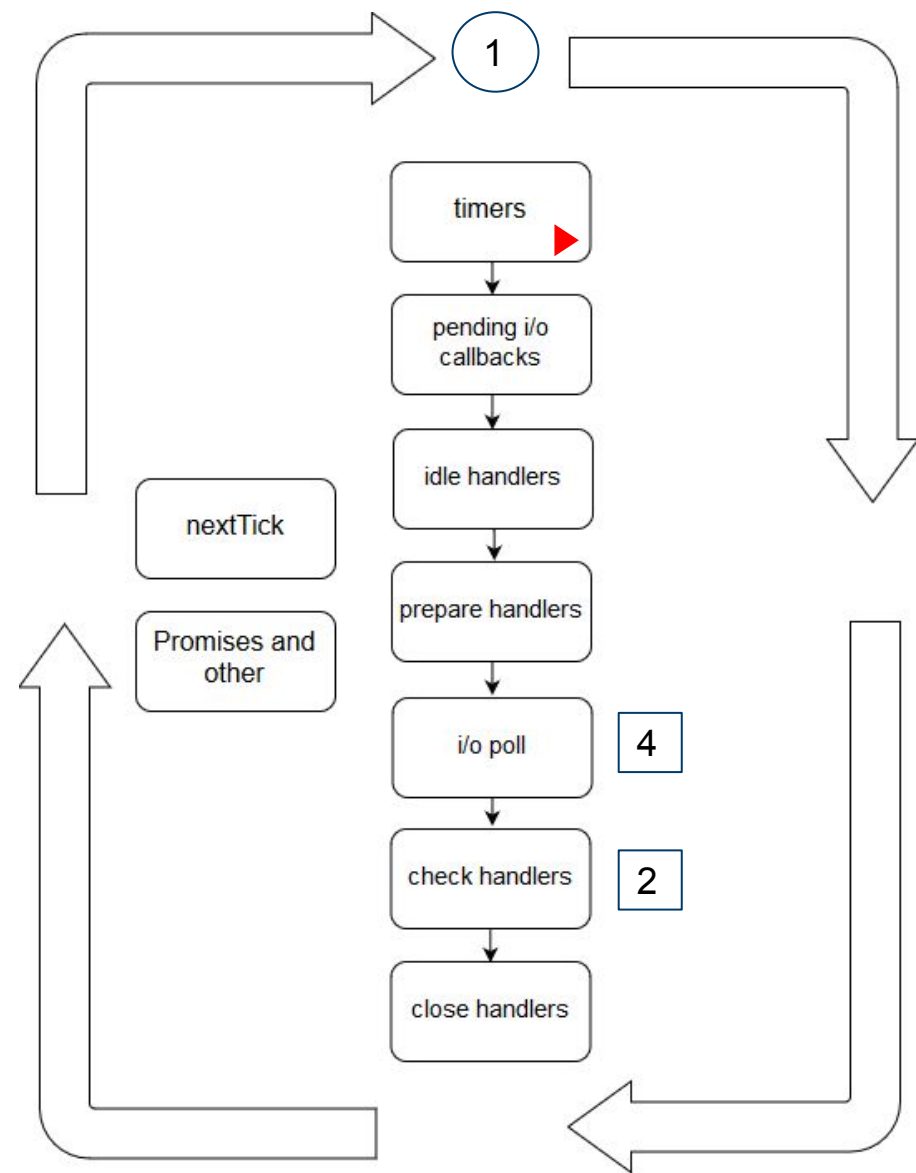 1
timers
pending i/o
callbacks
idle handlers
nextTick
prepare handlers
Promises and
other
i/o poll
4
check handlers
2
close handlers